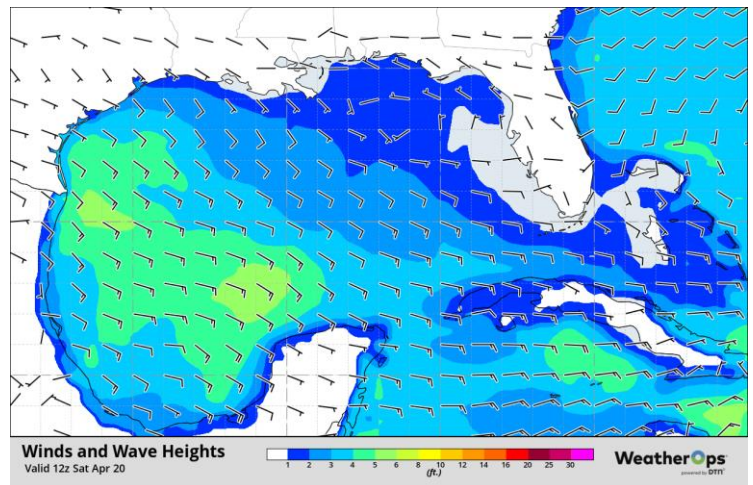 Winds and Wave Heights
Valid 12z Sat Apr 20
1 2 3 4 5 6 8 10 12 14 16 20 25 30
(ft.)
WeatherOps
powered by DTN